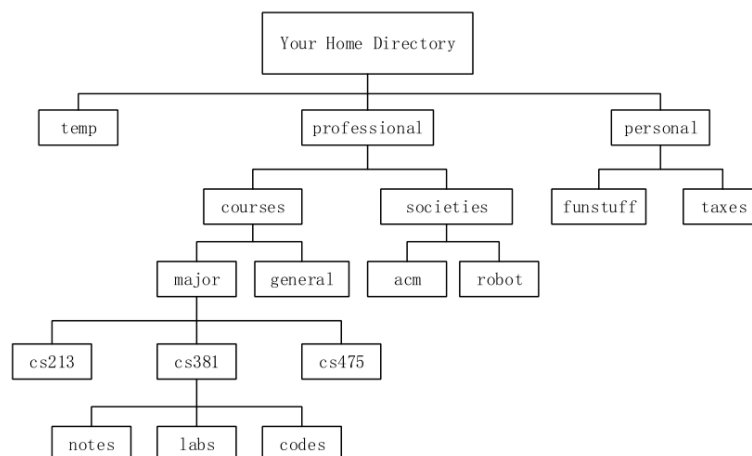 Your Home Directory
temp
professional
personal
courses
societies
funstuff
taxes
major
general
acm
robot
cs213
cs381
cs475
notes
labs
codes